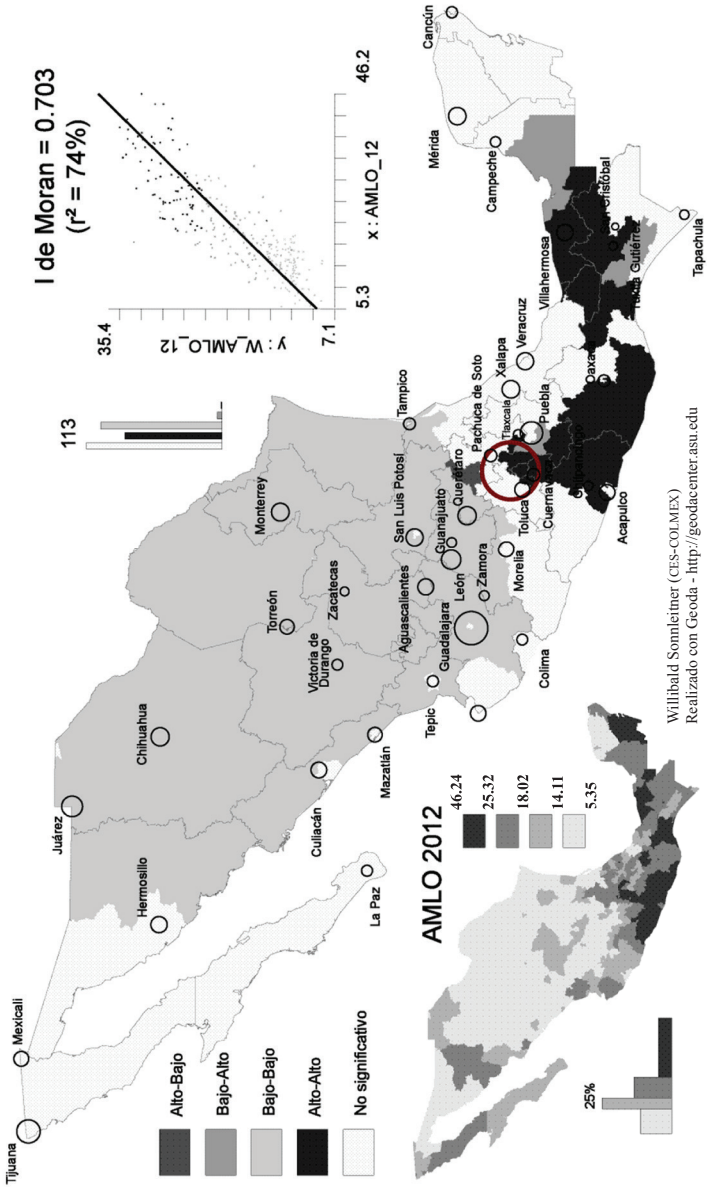 I de Moran = 0.703
(r² = 74%)
35.4
y : W_AMLO_12
7.1
5.3
x : AMLO_12
46.2
113
Tijuana
Mexicali
Juárez
Hermosillo
Chihuahua
Culiacán
La Paz
Mazatlán
Torreón
Victoria de
Durango
Zacatecas
Monterrey
Tepic
Aguascalientes
San Luis Potosí
Tampico
Guadalajara
León
Guanajuato
Querétaro
Zamora
Colima
Morelia
Pachuca de Soto
Toluca
Tlaxcala
Xalapa
Veracruz
Puebla
Cuernavaca
Chilpancingo
Acapulco
Oaxaca
Villahermosa
San Cristóbal
Tuxtla Gutiérrez
Tapachula
Campeche
Mérida
Cancún
Alto-Bajo
Bajo-Alto
Bajo-Bajo
Alto-Alto
No significativo
AMLO 2012
46.24
25.32
18.02
14.11
5.35
25%
Willibald Sonnleitner (CES-COLMEX)
Realizado con Geoda - http://geodacenter.asu.edu